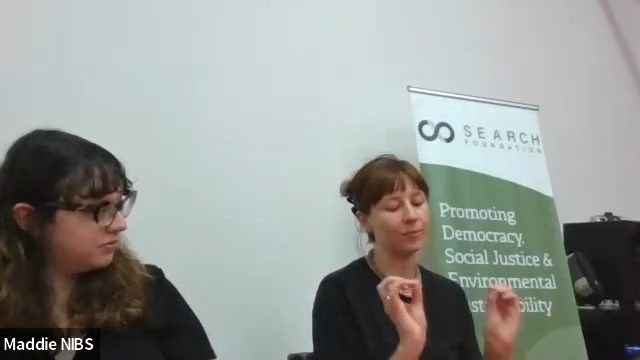 SEARCH
FOUNDATION
Promoting
Democracy,
Social Justice &
Environmental
Maddie NIBS